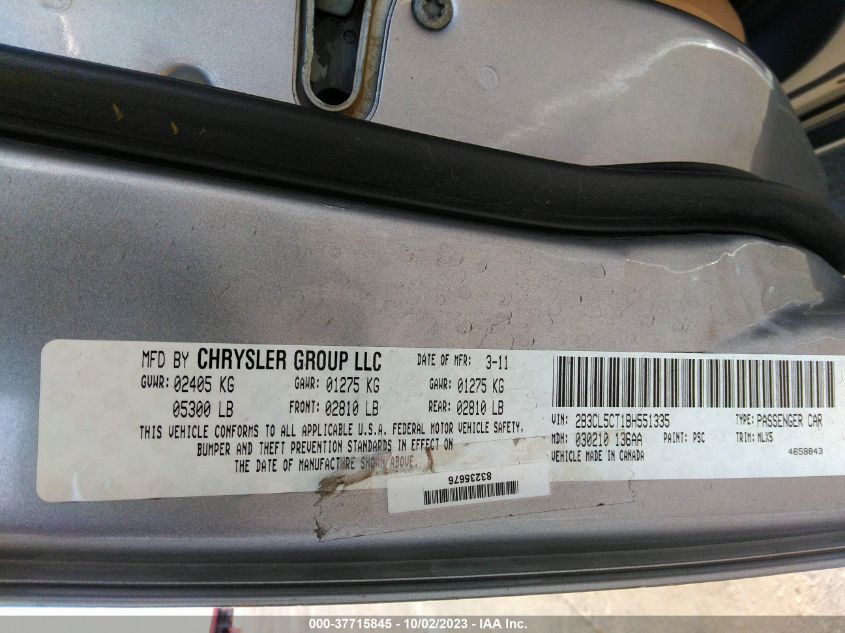 MFD BY CHRYSLER GROUP LLC DATE OF MFR: 3-11
GVWR: 02405 KG GAWR: 01275 KG GAWR: 01275 KG
05300 LB FRONT: 02810 LB REAR: 02810 LB
THIS VEHICLE CONFORMS TO ALL APPLICABLE U.S.A. FEDERAL MOTOR VEHICLE SAFETY,
BUMPER AND THEFT PREVENTION STANDARDS IN EFFECT ON
THE DATE OF MANUFACTURE SHOWN ABOVE.
VIN: 2B3CL5CT1BH551335 TYPE: PASSENGER CAR
MDH: 030210 136AA PAINT: PSC TRIM: MLX5
VEHICLE MADE IN CANADA 4658843
83235676
000-37715845 - 10/02/2023 - IAA Inc.